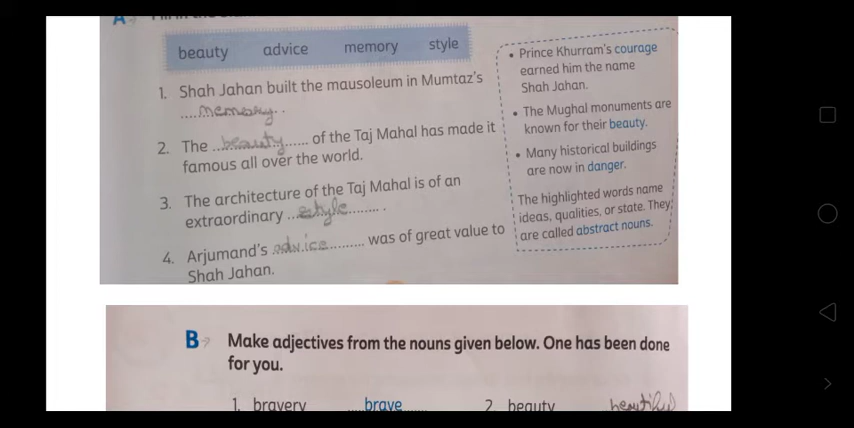 A
beauty advice memory style
1. Shah Jahan built the mausoleum in Mumtaz's
....memory. .
2. The ..beauty...... of the Taj Mahal has made it
famous all over the world.
3. The architecture of the Taj Mahal is of an
extraordinary ...style......... .
4. Arjumand's advice.......... was of great value to
Shah Jahan.
• Prince Khurram's courage
earned him the name
Shah Jahan.
• The Mughal monuments are
known for their beauty.
• Many historical buildings
are now in danger.
The highlighted words name
ideas, qualities, or state. They
are called abstract nouns.
B Make adjectives from the nouns given below. One has been done
for you.
1. bravery ....brave...... 2. beauty beautiful